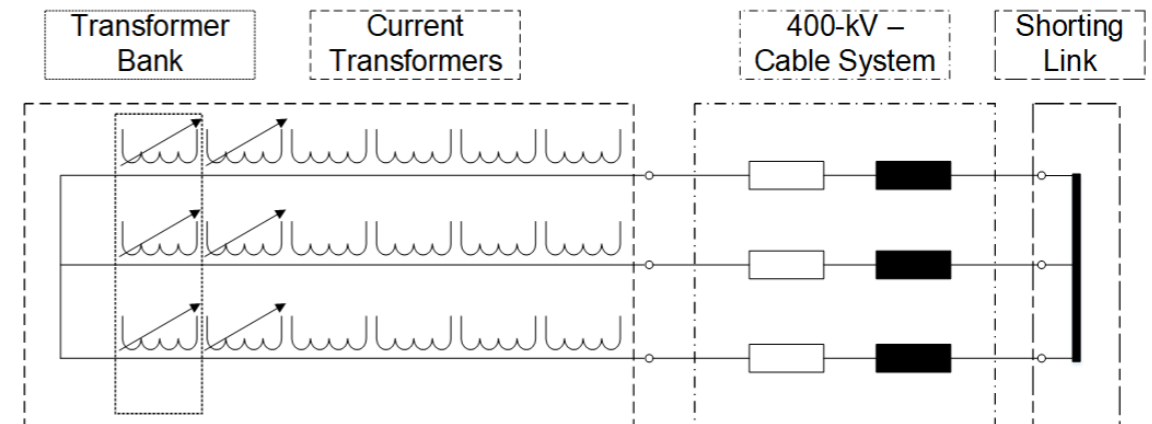 Transformer
Bank
Current
Transformers
400-kV –
Cable System
Shorting
Link